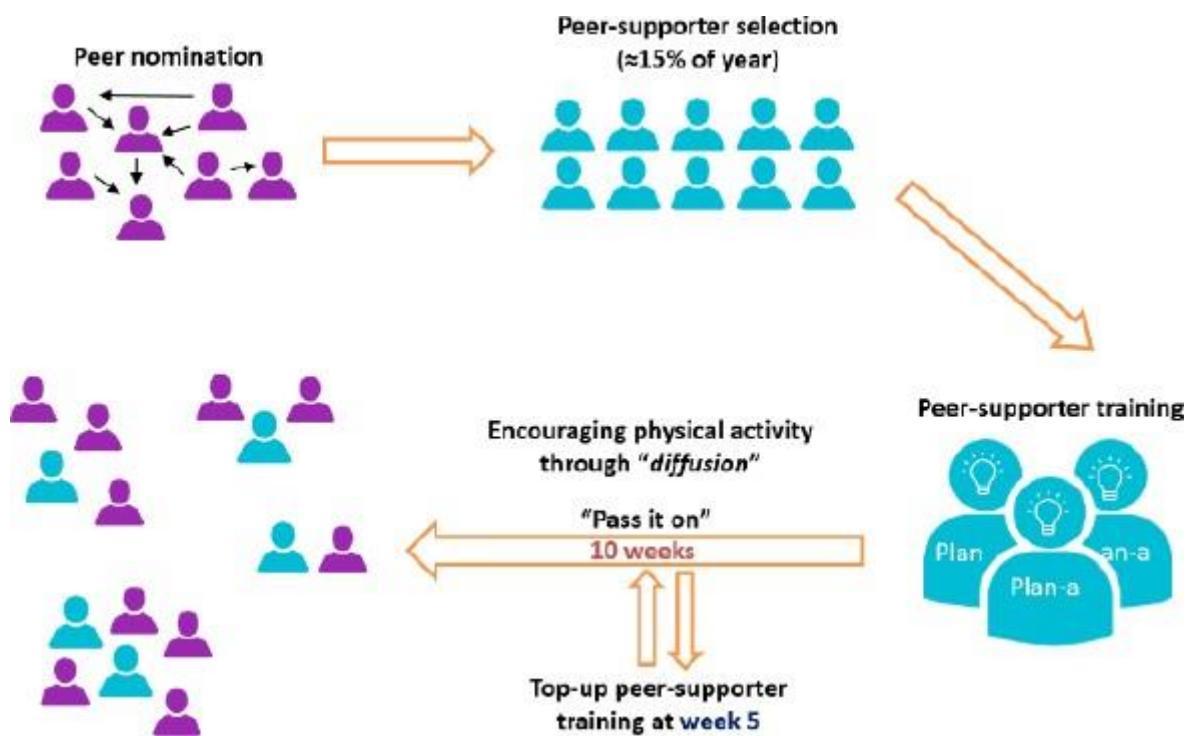 Peer nomination
Peer-supporter selection
(≈15% of year)
Peer-supporter training
Plan
an-a
Plan-a
Encouraging physical activity
through “diffusion”
“Pass it on”
10 weeks
Top-up peer-supporter
training at week 5